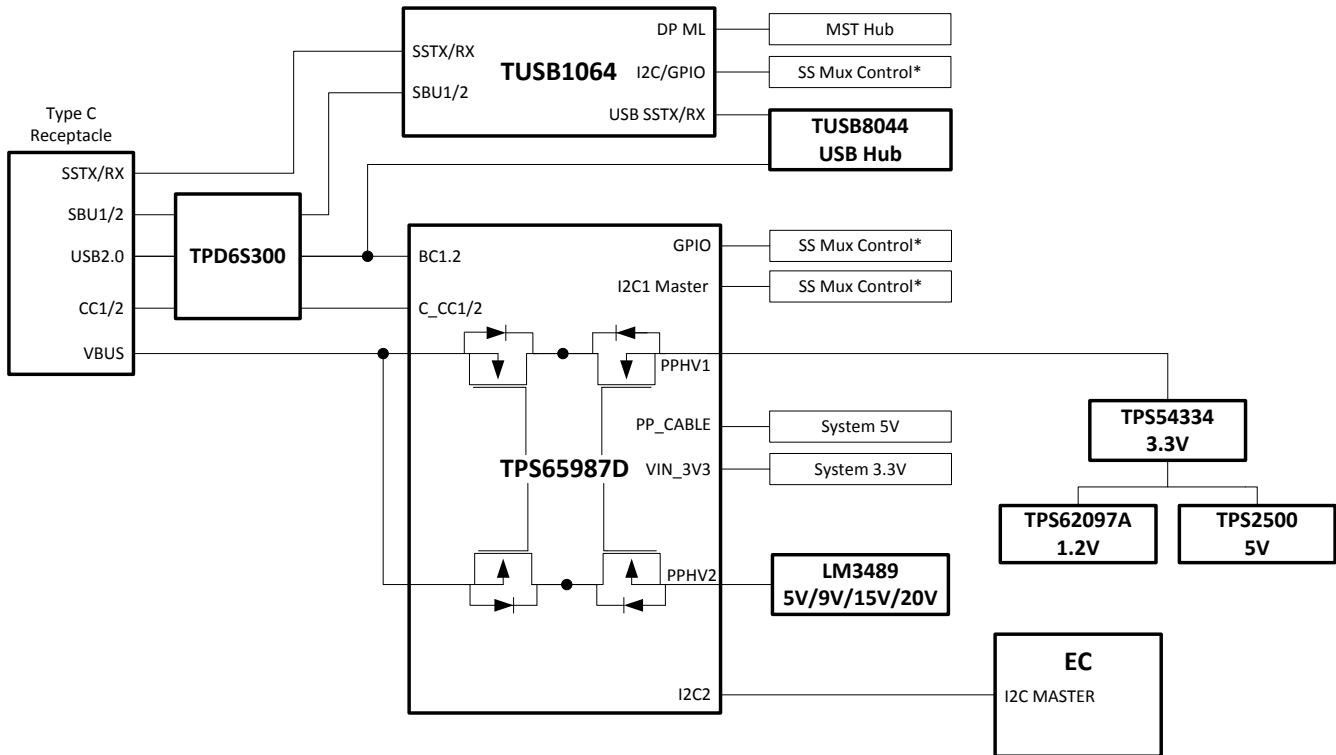 Type C
Receptacle
SSTX/RX
SBU1/2
USB2.0
CC1/2
VBUS
TPD6S300
SSTX/RX
SBU1/2
TUSB1064
DP ML
I2C/GPIO
USB SSTX/RX
MST Hub
SS Mux Control*
TUSB8044
USB Hub
BC1.2
C_CC1/2
TPS65987D
GPIO
I2C1 Master
PPHV1
PP_CABLE
VIN_3V3
PPHV2
I2C2
SS Mux Control*
SS Mux Control*
System 5V
System 3.3V
LM3489
5V/9V/15V/20V
TPS54334
3.3V
TPS62097A
1.2V
TPS2500
5V
EC
I2C MASTER